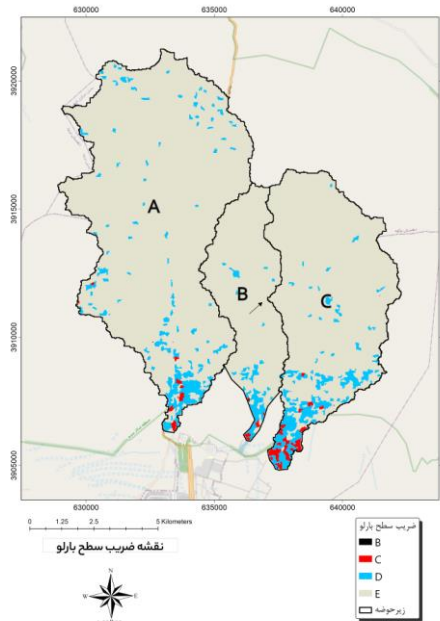 630000 635000 640000
3920000
3915000
3910000
3905000
A
B
C
630000 635000 640000
0 1.25 2.5 5 Kilometers
نقشه ضریب سطح بارلو
N
W E
ضریب سطح بارلو
B
C
D
E
زیرحوضه